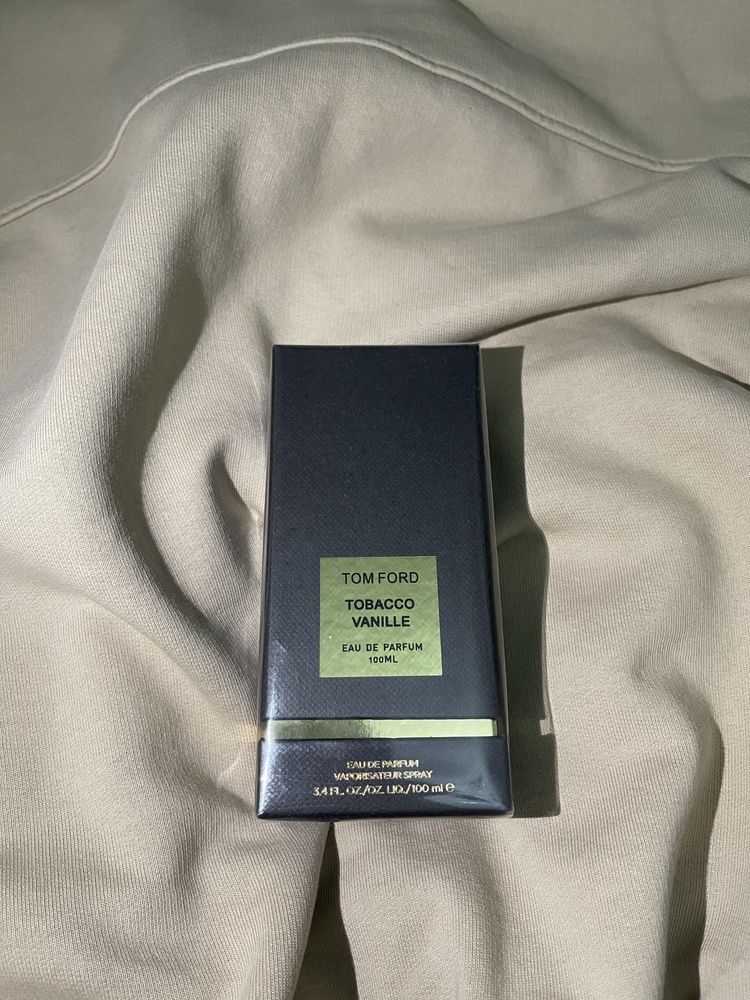 TOM FORD
TOBACCO
VANILLE
EAU DE PARFUM
100ML
EAU DE PARFUM
VAPORISATEUR SPRAY
3.4 FL. OZ./OZ. LIQ./100 ml ℮